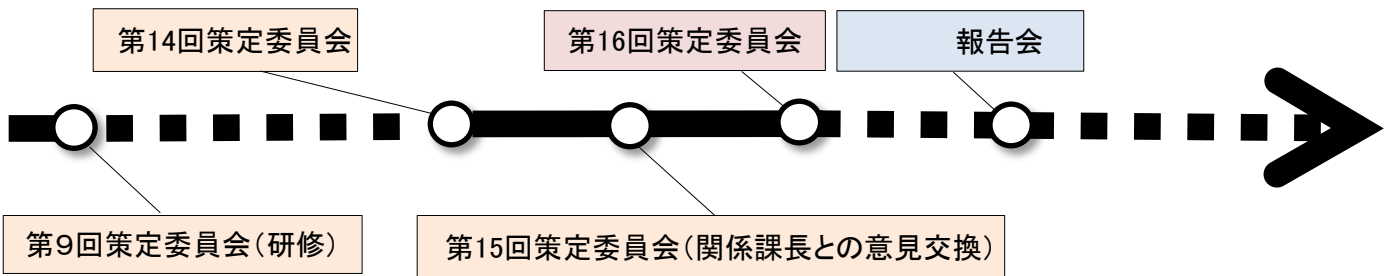 第14回策定委員会
第16回策定委員会
報告会
第９回策定委員会（研修）
第15回策定委員会（関係課長との意見交換）